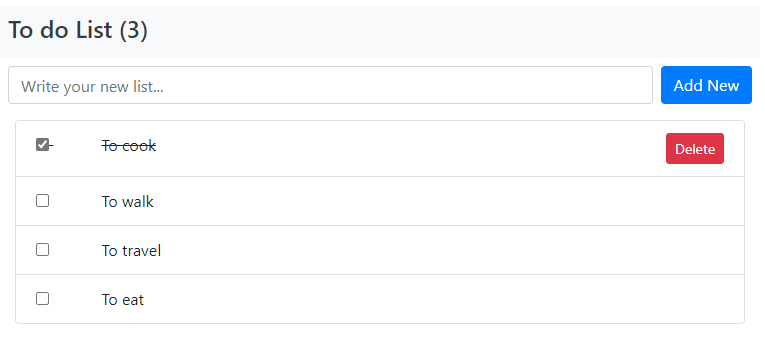 To do List (3)
Write your new list...
Add New
To cook
Delete
To walk
To travel
To eat